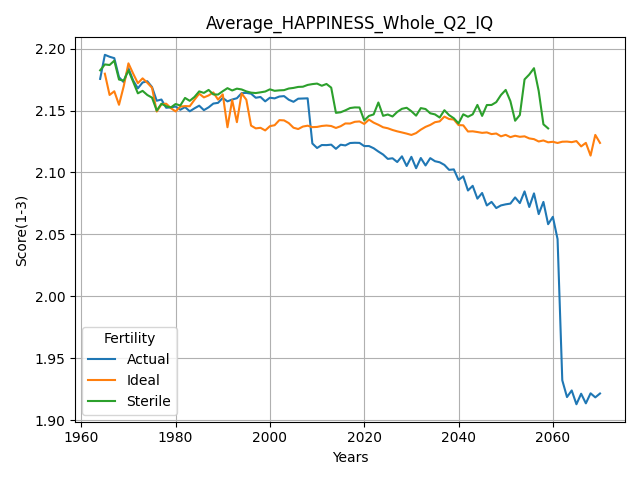 Average_HAPPINESS_Whole_Q2_IQ
2.20
2.15
2.10
2.05
2.00
1.95
1.90
Score(1-3)
Fertility
Actual
Ideal
Sterile
1960 1980 2000 2020 2040 2060
Years